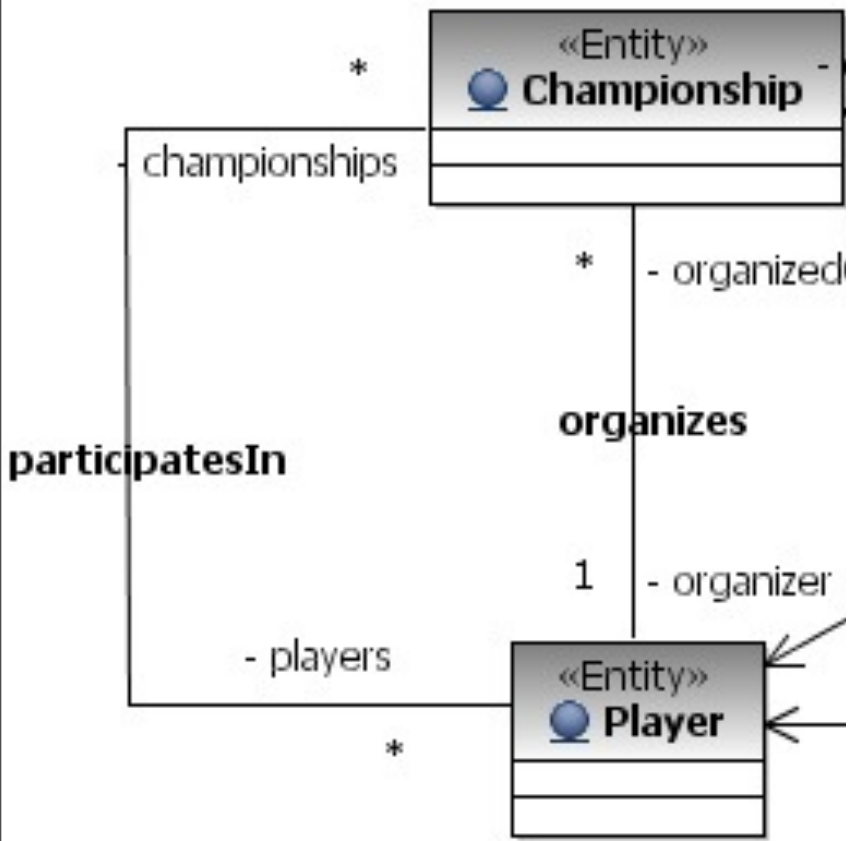 «Entity»
Championship
*
-
- championships
*
- organized
organizes
participatesIn
1
- organizer
- players
*
«Entity»
Player